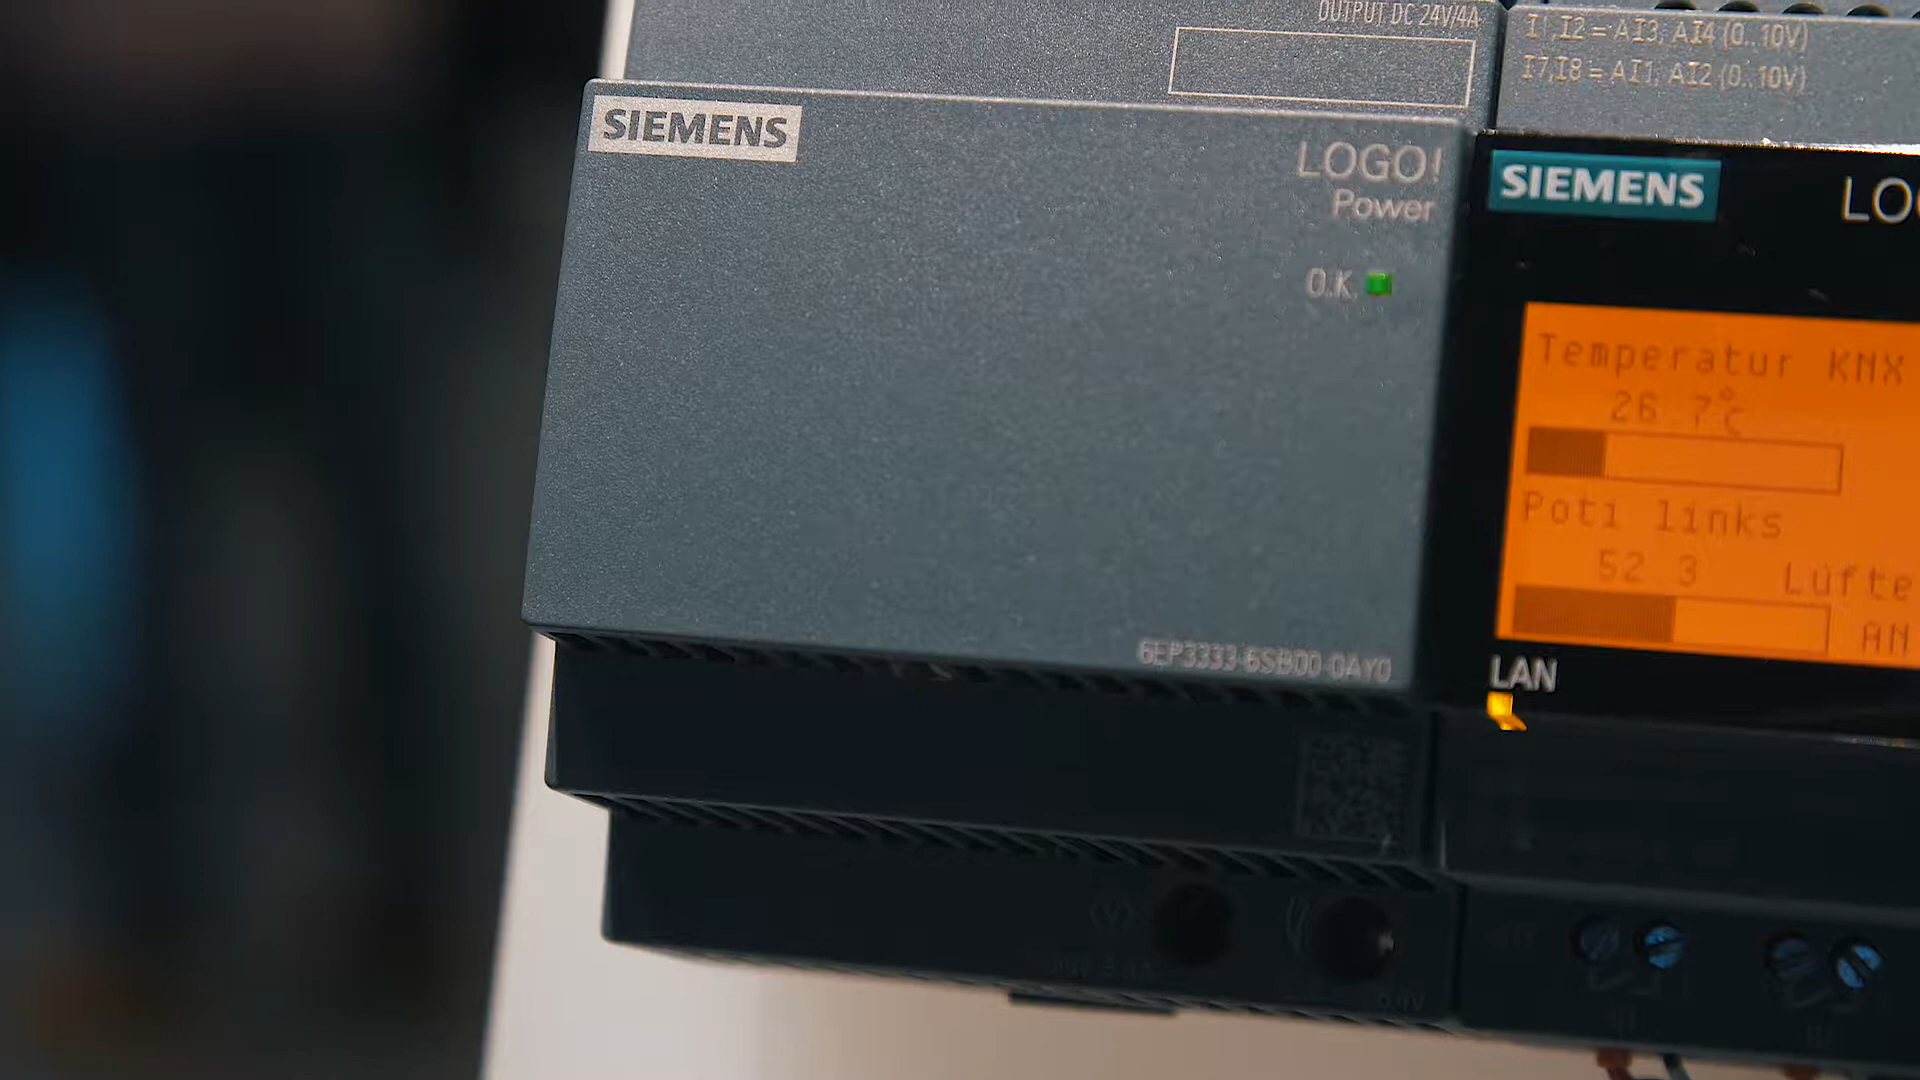 OUTPUT DC 24V/4A
SIEMENS
LOGO!
Power
O.K.
6EP3333-6SB00-0AY0
I1,I2 = AI3, AI4 (0..10V)
I7,I8 = AI1, AI2 (0..10V)
SIEMENS
LO
Temperatur KNX
26.7°C
Poti links
52.3 Lüfte
AN
LAN